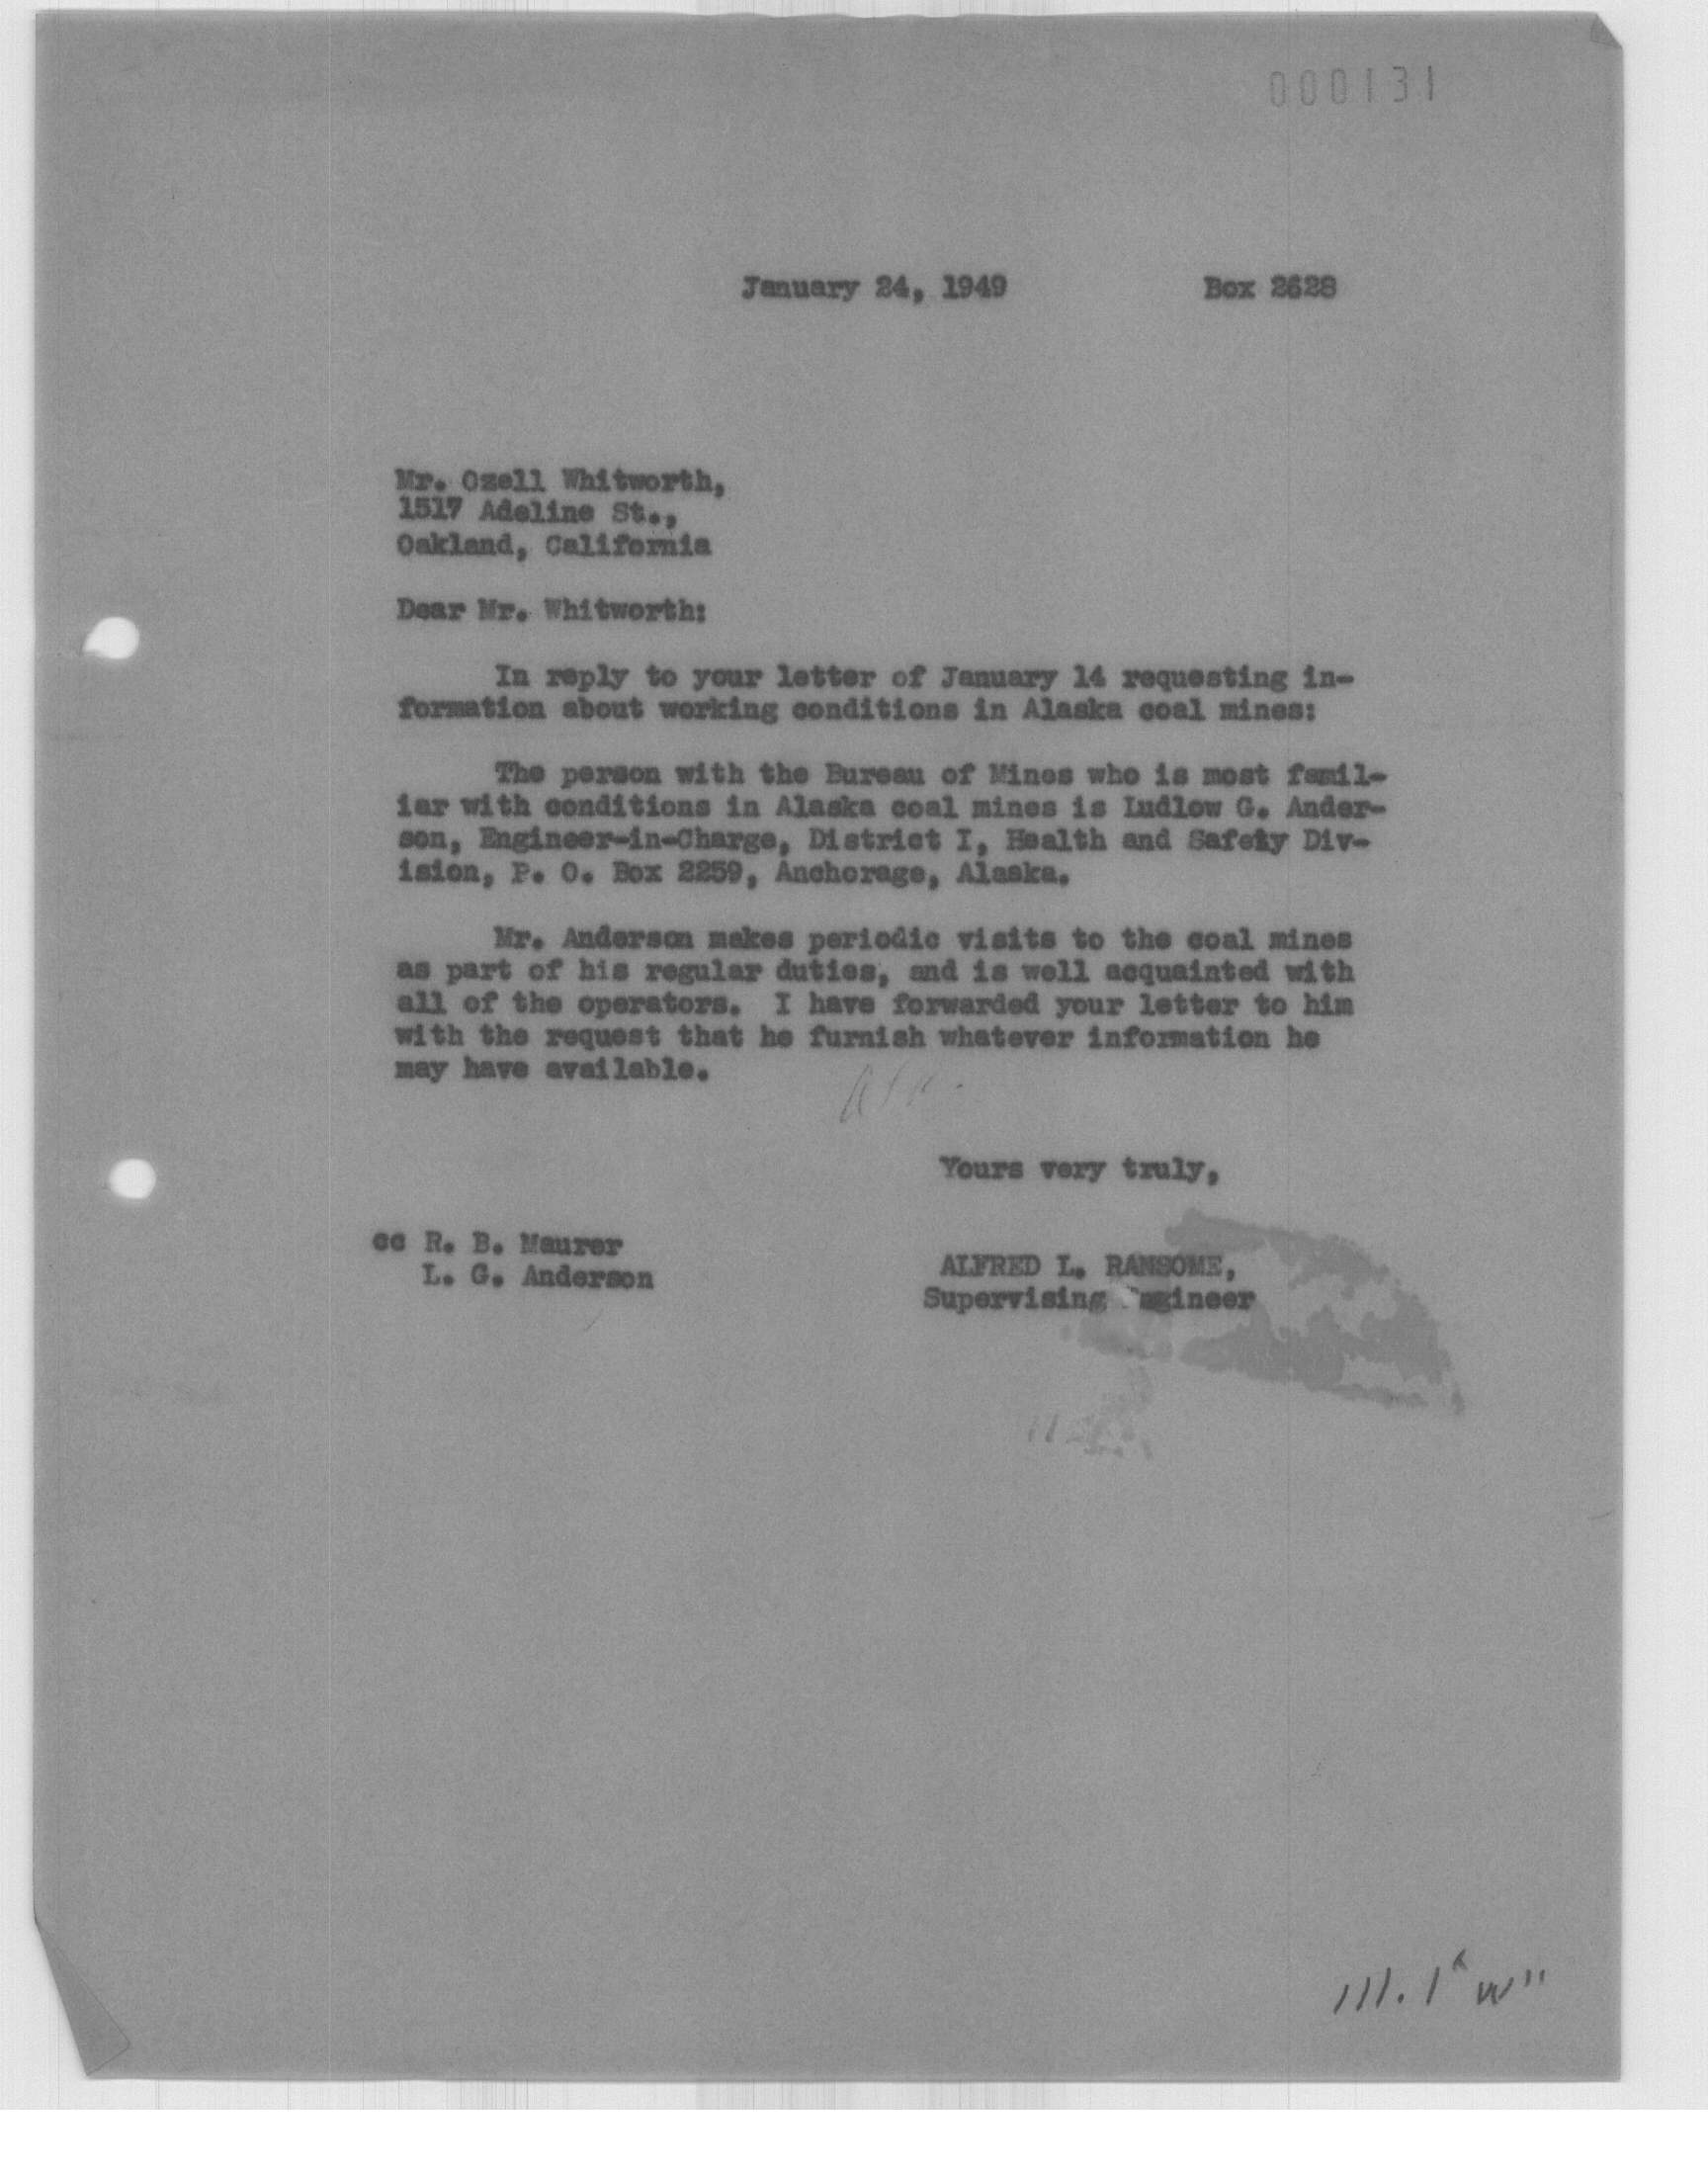 000131
January 24, 1949 Box 2628
Mr. Ozell Whitworth,
1517 Adeline St.,
Oakland, California
Dear Mr. Whitworth:
In reply to your letter of January 14 requesting in-
formation about working conditions in Alaska coal mines:
The person with the Bureau of Mines who is most famil-
iar with conditions in Alaska coal mines is Ludlow G. Ander-
son, Engineer-in-Charge, District I, Health and Safety Div-
ision, P. O. Box 2259, Anchorage, Alaska.
Mr. Anderson makes periodic visits to the coal mines
as part of his regular duties, and is well acquainted with
all of the operators. I have forwarded your letter to him
with the request that he furnish whatever information he
may have available.
Yours very truly,
cc R. B. Maurer
L. G. Anderson
ALFRED L. RANSOME,
Supervising Engineer
111.1 "W"